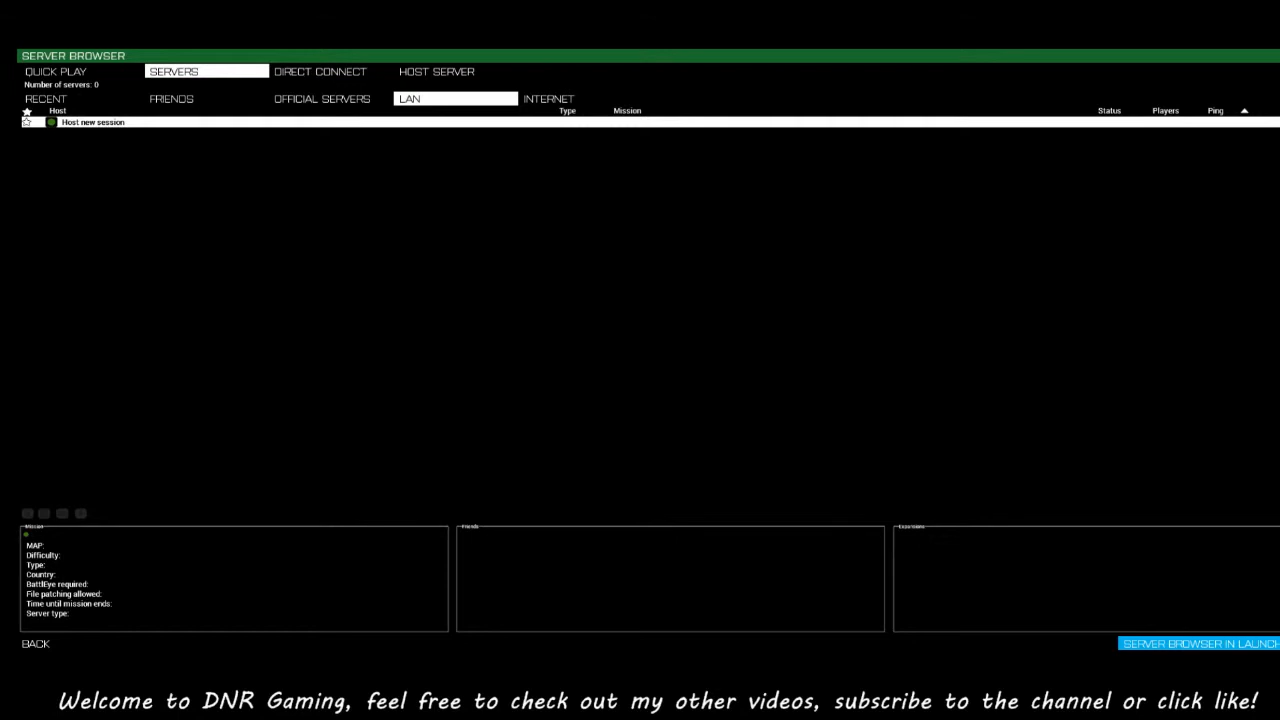 SERVER BROWSER
QUICK PLAY SERVERS DIRECT CONNECT HOST SERVER
Number of servers: 0
RECENT FRIENDS OFFICIAL SERVERS LAN INTERNET
Host Type Mission Status Players Ping
Host new session
Mission Friends Expansions
MAP:
Difficulty:
Type:
Country:
BattlEye required:
File patching allowed:
Time until mission ends:
Server type:
BACK SERVER BROWSER IN LAUNCH
Welcome to DNR Gaming, feel free to check out my other videos, subscribe to the channel or click like!